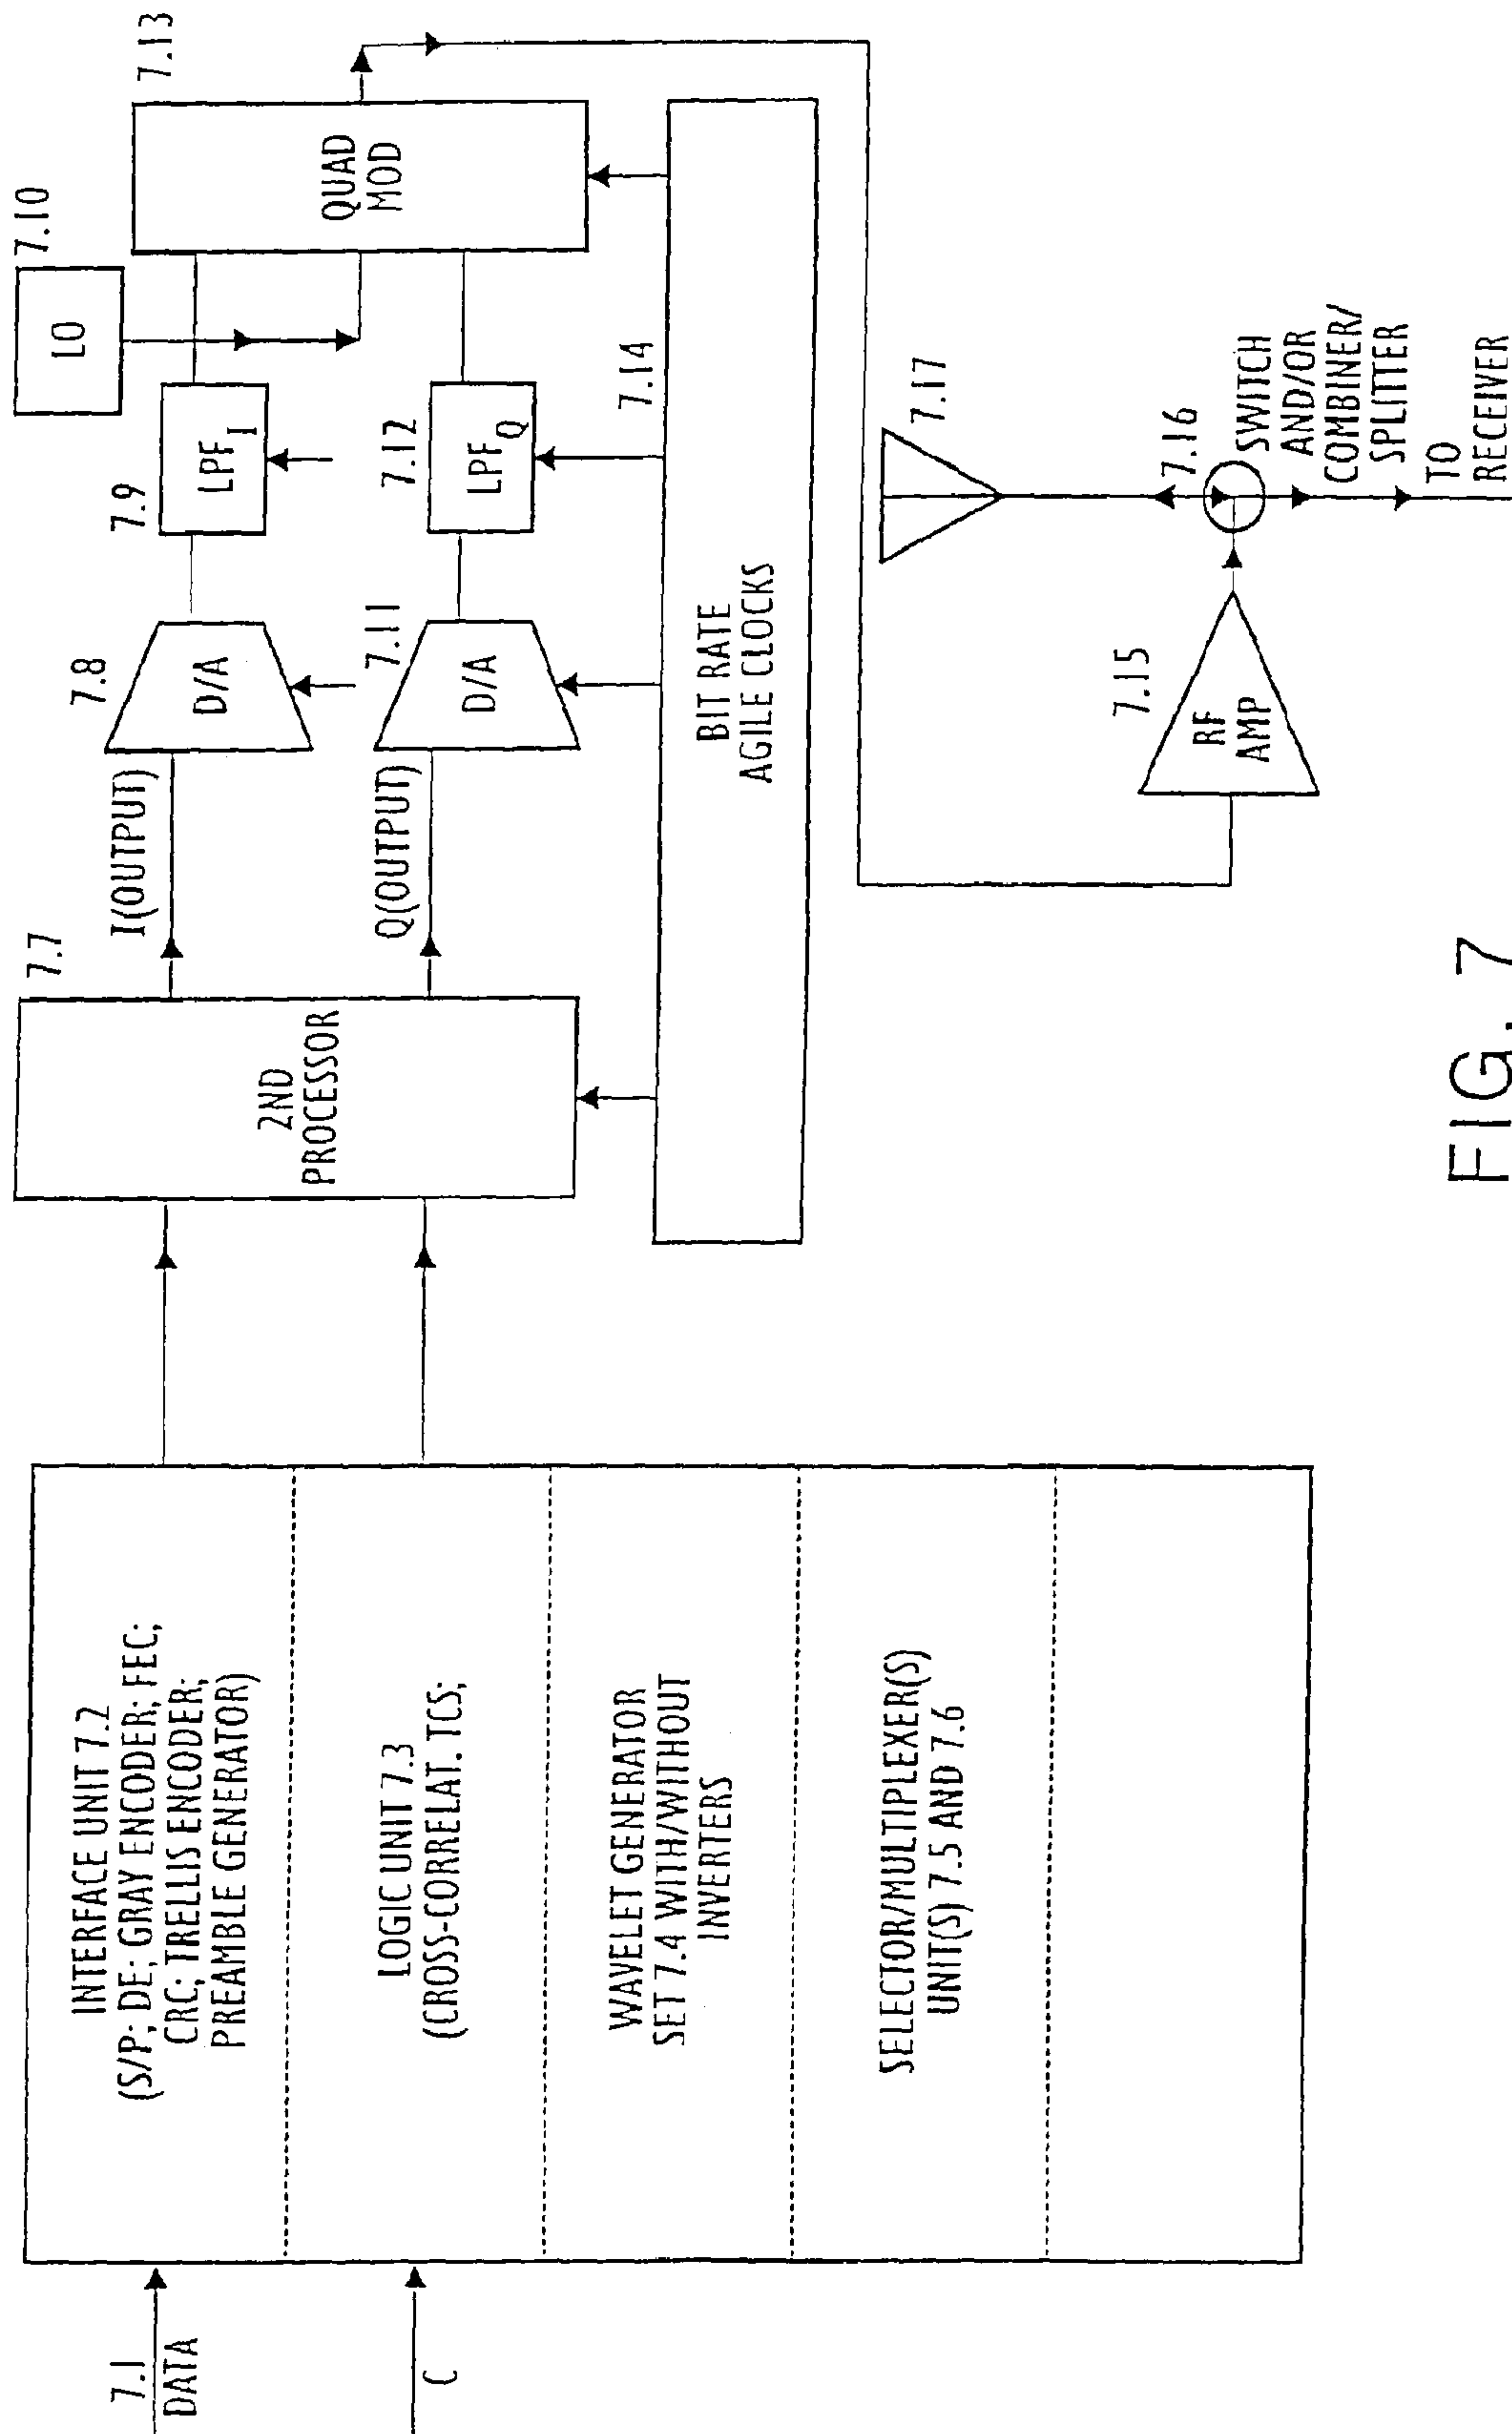 7.1
DATA
C
INTERFACE UNIT 7.2
(S/P; DE; GRAY ENCODER; FEC;
CRC; TRELLIS ENCODER;
PREAMBLE GENERATOR)
LOGIC UNIT 7.3
(CROSS-CORRELAT. TCS;
WAVELET GENERATOR
SET 7.4 WITH/WITHOUT
INVERTERS
SELECTOR/MULTIPLEXER(S)
UNIT(S) 7.5 AND 7.6
7.7
2ND
PROCESSOR
I(OUTPUT)
Q(OUTPUT)
7.8
D/A
7.11
D/A
7.9
LPF I
7.12
LPF Q
7.10
LO
7.13
QUAD
MOD
7.14
BIT RATE
AGILE CLOCKS
7.15
RF
AMP
7.17
7.16
SWITCH
AND/OR
COMBINER/
SPLITTER
TO
RECEIVER
FIG. 7